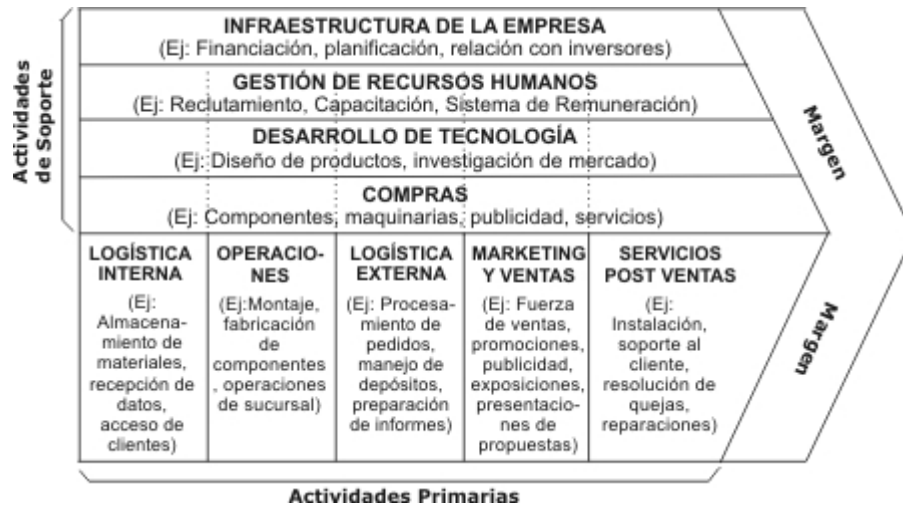 INFRAESTRUCTURA DE LA EMPRESA
(Ej: Financiación, planificación, relación con inversores)
GESTIÓN DE RECURSOS HUMANOS
(Ej: Reclutamiento, Capacitación, Sistema de Remuneración)
DESARROLLO DE TECNOLOGÍA
(Ej: Diseño de productos, investigación de mercado)
COMPRAS
(Ej: Componentes, maquinarias, publicidad, servicios)
Actividades
de Soporte
Margen
LOGÍSTICA
INTERNA
(Ej:
Almacena-
miento de
materiales,
recepción de
datos,
acceso de
clientes)
OPERACIO-
NES
(Ej:Montaje,
fabricación
de
componentes
, operaciones
de sucursal)
LOGÍSTICA
EXTERNA
(Ej: Procesa-
miento de
pedidos,
manejo de
depósitos,
preparación
de informes)
MARKETING
Y VENTAS
(Ej: Fuerza
de ventas,
promociones,
publicidad,
exposiciones,
presentacio-
nes de
propuestas)
SERVICIOS
POST VENTAS
(Ej:
Instalación,
soporte al
cliente,
resolución de
quejas,
reparaciones)
Margen
Actividades Primarias